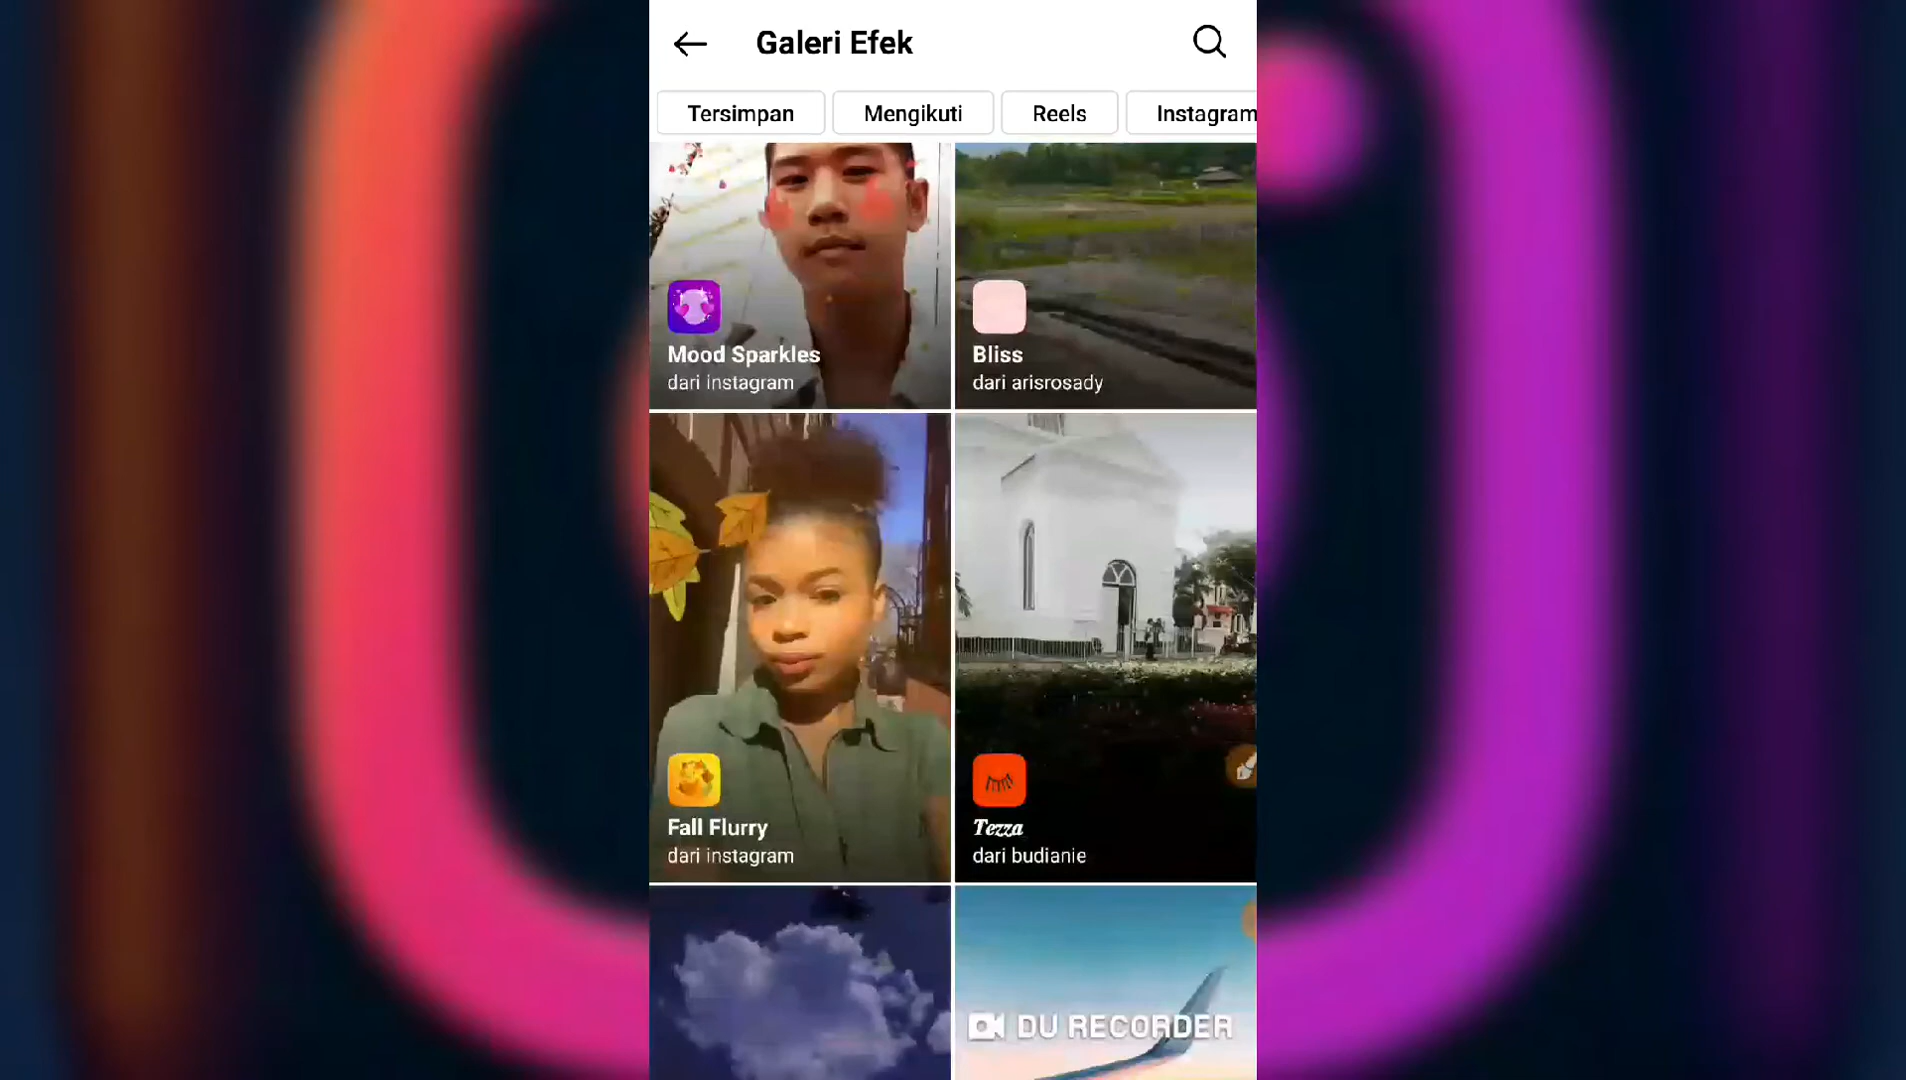 Galeri Efek
Tersimpan
Mengikuti
Reels
Instagram
Mood Sparkles
dari instagram
Bliss
dari arisrosady
Fall Flurry
dari instagram
Tezza
dari budianie
DU RECORDER